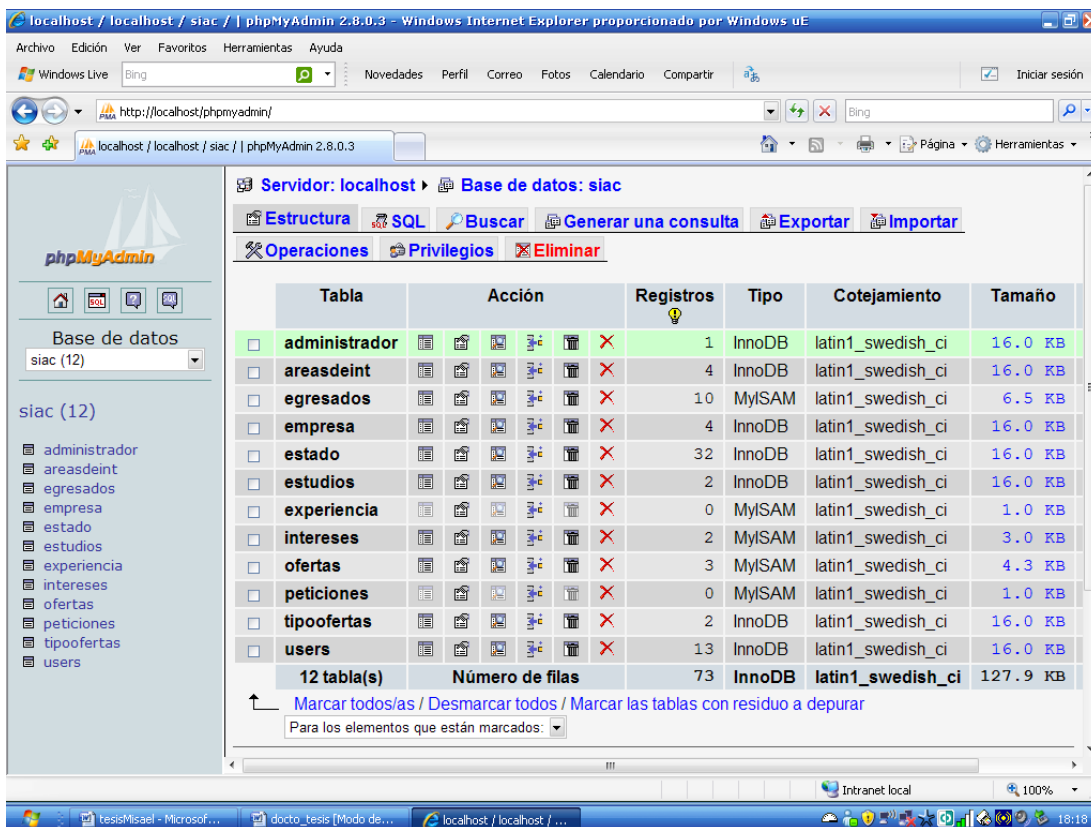 localhost / localhost / siac / | phpMyAdmin 2.8.0.3 - Windows Internet Explorer proporcionado por Windows uE
Archivo Edición Ver Favoritos Herramientas Ayuda
Windows Live Bing Novedades Perfil Correo Fotos Calendario Compartir Iniciar sesión
http://localhost/phpmyadmin/ Bing
localhost / localhost / siac / | phpMyAdmin 2.8.0.3 Página Herramientas
phpMyAdmin
SQL
Base de datos
siac (12)
siac (12)
administrador
areasdeint
egresados
empresa
estado
estudios
experiencia
intereses
ofertas
peticiones
tipoofertas
users
Servidor: localhost Base de datos: siac
Estructura SQL Buscar Generar una consulta Exportar Importar
Operaciones Privilegios Eliminar
Tabla Acción Registros Tipo Cotejamiento Tamaño
administrador 1 InnoDB latin1_swedish_ci 16.0 KB
areasdeint 4 InnoDB latin1_swedish_ci 16.0 KB
egresados 10 MyISAM latin1_swedish_ci 6.5 KB
empresa 4 InnoDB latin1_swedish_ci 16.0 KB
estado 32 InnoDB latin1_swedish_ci 16.0 KB
estudios 2 InnoDB latin1_swedish_ci 16.0 KB
experiencia 0 MyISAM latin1_swedish_ci 1.0 KB
intereses 2 MyISAM latin1_swedish_ci 3.0 KB
ofertas 3 MyISAM latin1_swedish_ci 4.3 KB
peticiones 0 MyISAM latin1_swedish_ci 1.0 KB
tipoofertas 2 InnoDB latin1_swedish_ci 16.0 KB
users 13 InnoDB latin1_swedish_ci 16.0 KB
12 tabla(s) Número de filas 73 InnoDB latin1_swedish_ci 127.9 KB
Marcar todos/as / Desmarcar todos / Marcar las tablas con residuo a depurar
Para los elementos que están marcados:
Intranet local 100%
tesisMisael - Microsof... docto_tesis [Modo de... localhost / localhost / ... 18:18